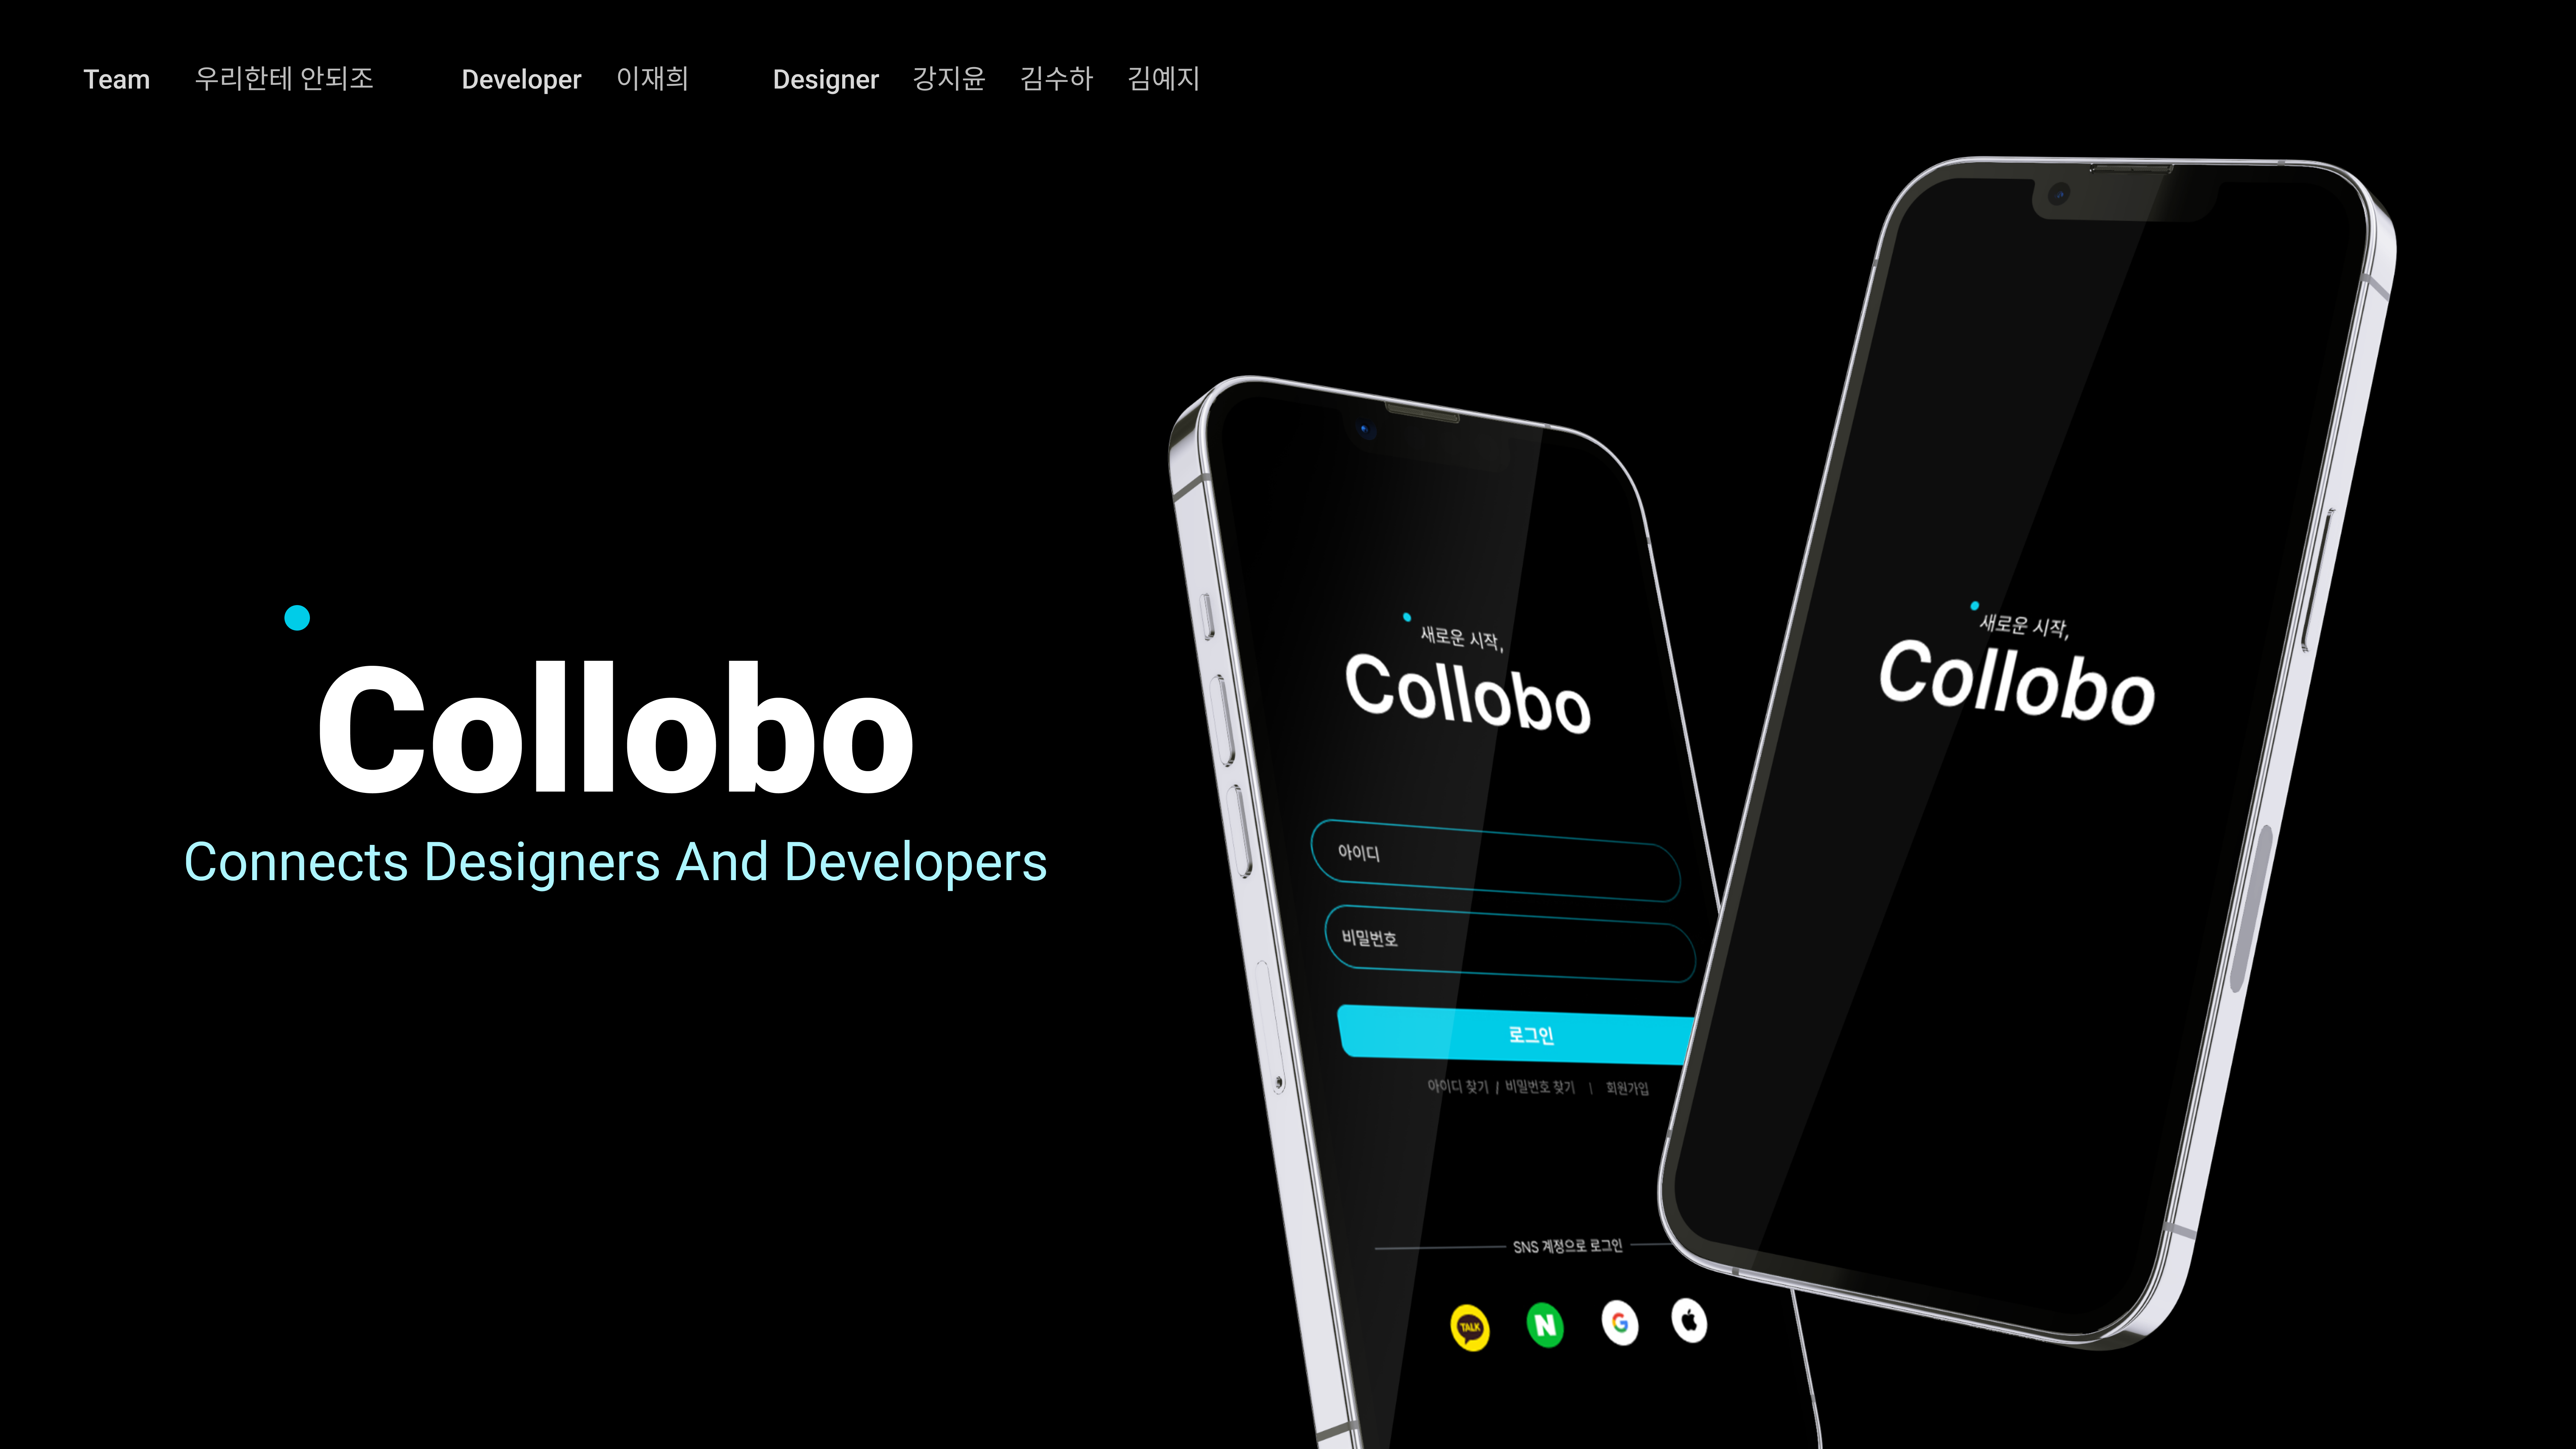 Team 우리한테 안되조 Developer 이재희 Designer 강지윤 김수하 김예지
Collobo
Connects Designers And Developers
새로운 시작,
Collobo
아이디
비밀번호
로그인
아이디 찾기 / 비밀번호 찾기 | 회원가입
SNS 계정으로 로그인
TALK
N
G
새로운 시작,
Collobo